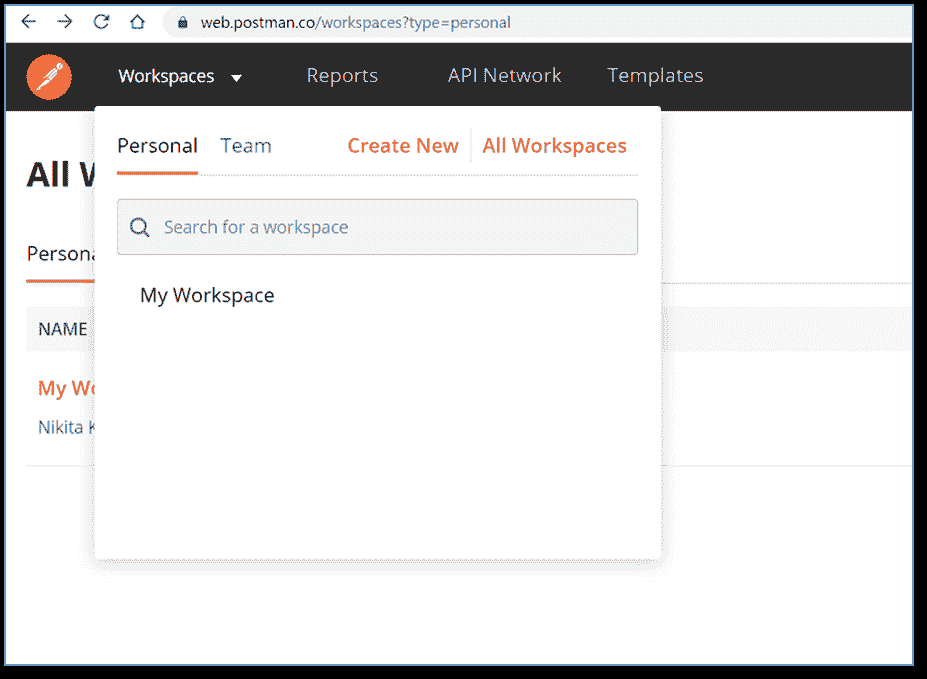 web.postman.co/workspaces?type=personal
Workspaces Reports API Network Templates
Personal Team Create New All Workspaces
All
Search for a workspace
Persona
My Workspace
NAME
My Wo
Nikita K